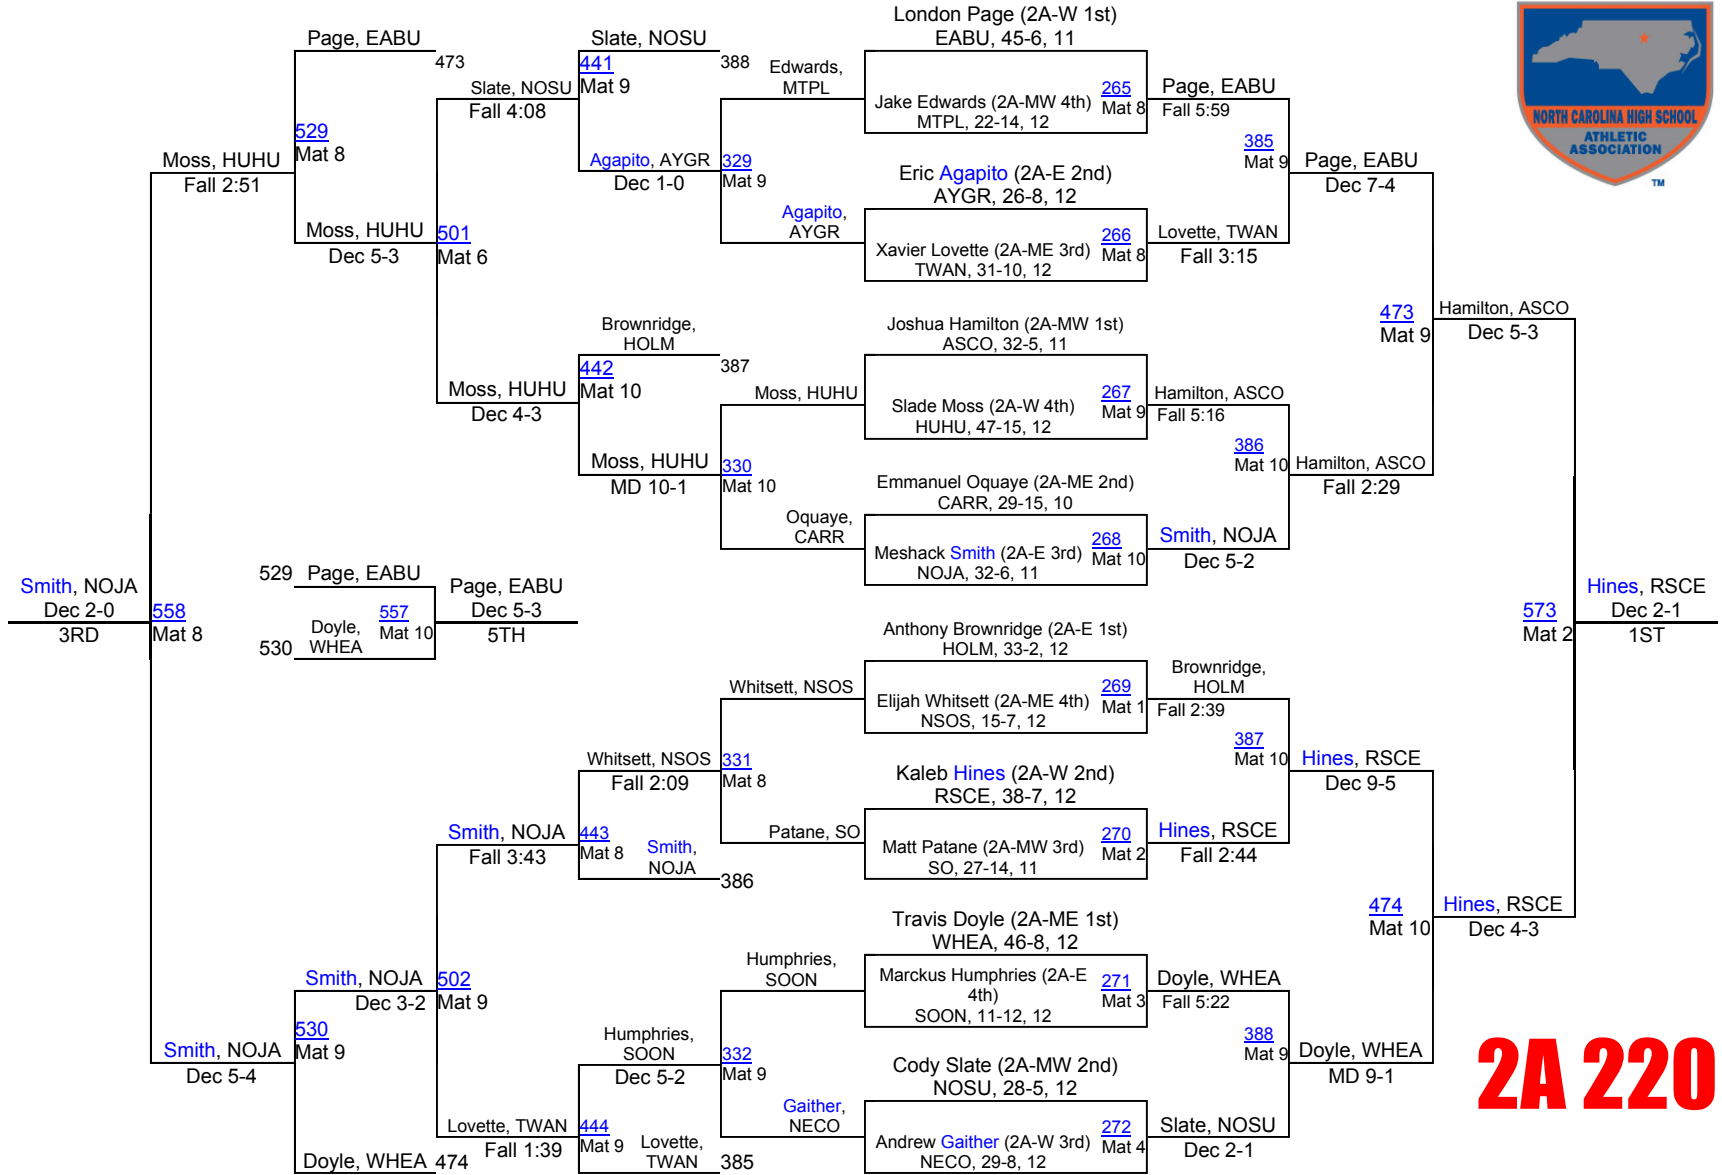 London Page (2A-W 1st)
EABU, 45-6, 11
Jake Edwards (2A-MW 4th)
MTPL, 22-14, 12
265
Mat 8
Eric Agapito (2A-E 2nd)
AYGR, 26-8, 12
Xavier Lovette (2A-ME 3rd)
TWAN, 31-10, 12
266
Mat 8
Joshua Hamilton (2A-MW 1st)
ASCO, 32-5, 11
Slade Moss (2A-W 4th)
HUHU, 47-15, 12
267
Mat 9
Emmanuel Oquaye (2A-ME 2nd)
CARR, 29-15, 10
Meshack Smith (2A-E 3rd)
NOJA, 32-6, 11
268
Mat 10
Anthony Brownridge (2A-E 1st)
HOLM, 33-2, 12
Elijah Whitsett (2A-ME 4th)
NSOS, 15-7, 12
269
Mat 1
Kaleb Hines (2A-W 2nd)
RSCE, 38-7, 12
Matt Patane (2A-MW 3rd)
SO, 27-14, 11
270
Mat 2
Travis Doyle (2A-ME 1st)
WHEA, 46-8, 12
Marckus Humphries (2A-E
4th)
SOON, 11-12, 12
271
Mat 3
Cody Slate (2A-MW 2nd)
NOSU, 28-5, 12
Andrew Gaither (2A-W 3rd)
NECO, 29-8, 12
272
Mat 4
Page, EABU
Fall 5:59
385
Mat 9
Lovette, TWAN
Fall 3:15
Hamilton, ASCO
Fall 5:16
386
Mat 10
Smith, NOJA
Dec 5-2
Brownridge,
HOLM
Fall 2:39
387
Mat 10
Hines, RSCE
Fall 2:44
Doyle, WHEA
Fall 5:22
388
Mat 9
Slate, NOSU
Dec 2-1
Page, EABU
Dec 7-4
473
Mat 9
Hamilton, ASCO
Fall 2:29
Hines, RSCE
Dec 9-5
474
Mat 10
Doyle, WHEA
MD 9-1
Hamilton, ASCO
Dec 5-3
573
Mat 2
Hines, RSCE
Dec 4-3
Hines, RSCE
Dec 2-1
1ST
Edwards,
MTPL
329
Mat 9
Agapito,
AYGR
Moss, HUHU
330
Mat 10
Oquaye,
CARR
Whitsett, NSOS
331
Mat 8
Patane, SO
Humphries,
SOON
332
Mat 9
Gaither,
NECO
Slate, NOSU
388
441
Mat 9
Agapito, AYGR
Dec 1-0
Brownridge,
HOLM
387
442
Mat 10
Moss, HUHU
MD 10-1
Whitsett, NSOS
Fall 2:09
443
Mat 8
Smith,
NOJA
386
Humphries,
SOON
Dec 5-2
444
Mat 9
Lovette,
TWAN
385
Slate, NOSU
Fall 4:08
501
Mat 6
Moss, HUHU
Dec 4-3
Smith, NOJA
Fall 3:43
502
Mat 9
Lovette, TWAN
Fall 1:39
Page, EABU
473
529
Mat 8
Moss, HUHU
Dec 5-3
Smith, NOJA
Dec 3-2
530
Mat 9
Doyle, WHEA 474
Moss, HUHU
Fall 2:51
558
Mat 8
Smith, NOJA
Dec 5-4
Smith, NOJA
Dec 2-0
3RD
529 Page, EABU
557
Mat 10
530 Doyle,
WHEA
Page, EABU
Dec 5-3
5TH
NORTH CAROLINA HIGH SCHOOL
ATHLETIC
ASSOCIATION
TM
2A 220